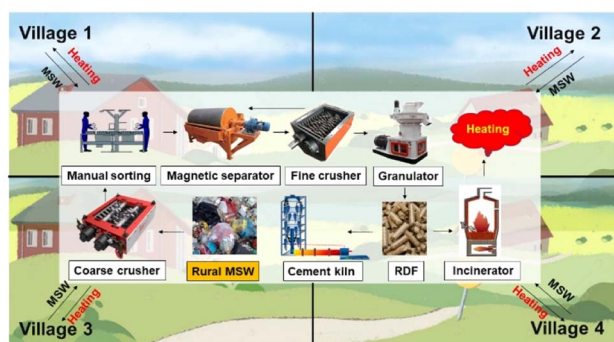 Village 1
Village 2
Heating
MSW
Heating
MSW
Heating
Manual sorting
Magnetic separator
Fine crusher
Granulator
Coarse crusher
Rural MSW
Cement kiln
RDF
Incinerator
MSW
Heating
MSW
Heating
Village 3
Village 4